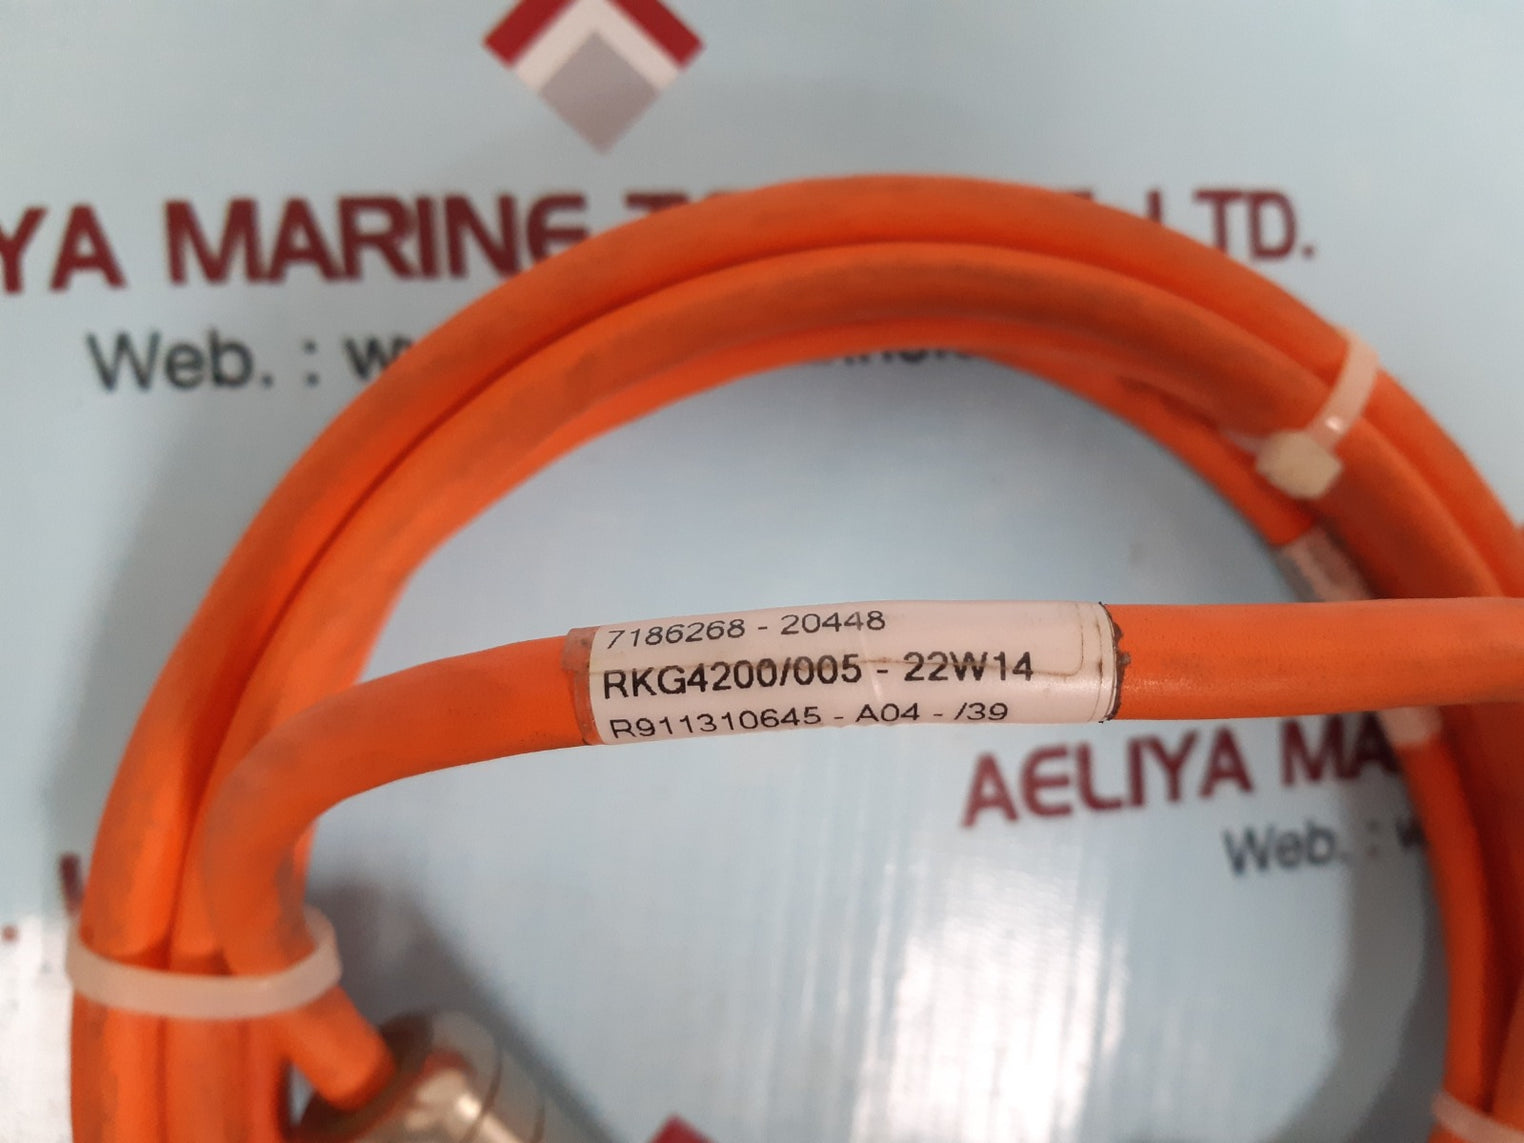 YA MARINE LTD.
Web. : w
7186268 - 20448
RKG4200/005 - 22W14
R911310645 - A04 - /39
AELIYA MA
Web. : w